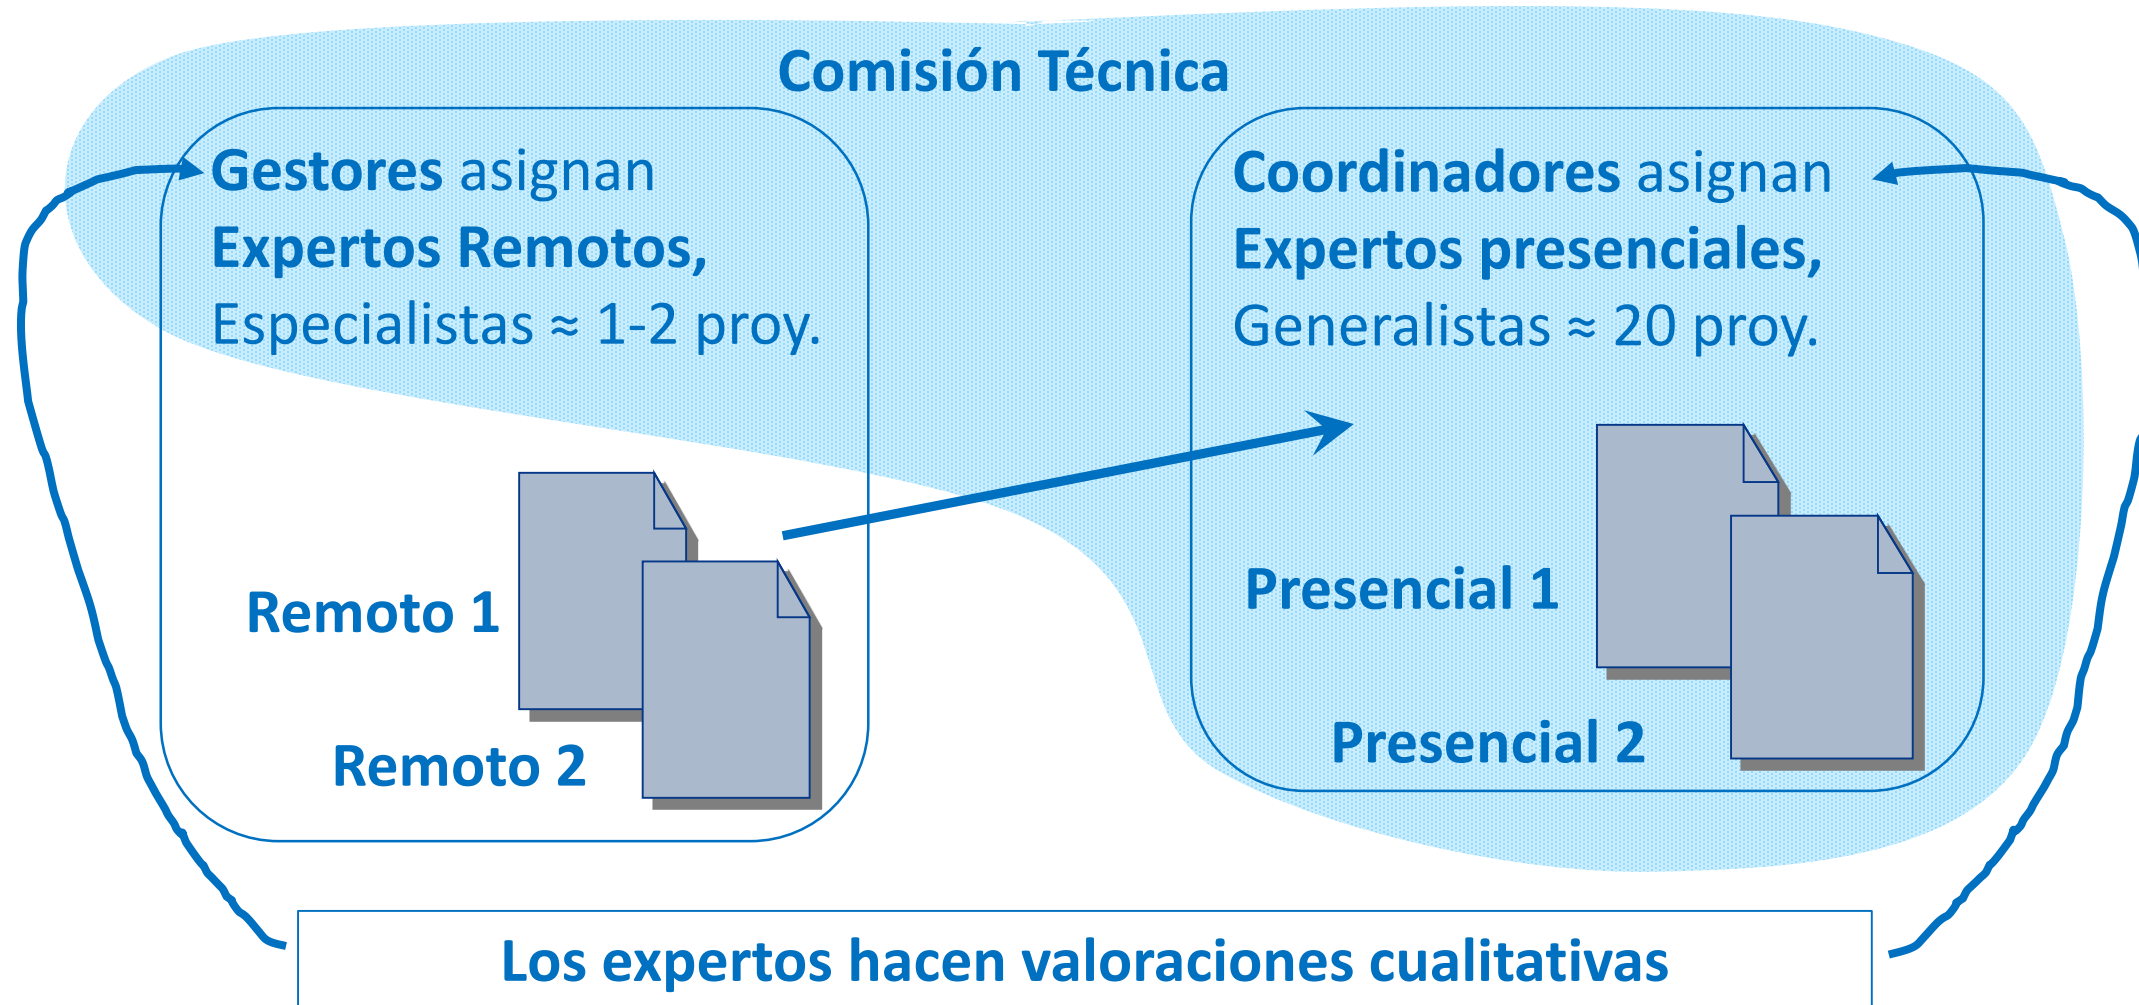 Comisión Técnica
Gestores asignan
Expertos Remotos,
Especialistas ≈ 1-2 proy.
Remoto 1
Remoto 2
Coordinadores asignan
Expertos presenciales,
Generalistas ≈ 20 proy.
Presencial 1
Presencial 2
Los expertos hacen valoraciones cualitativas